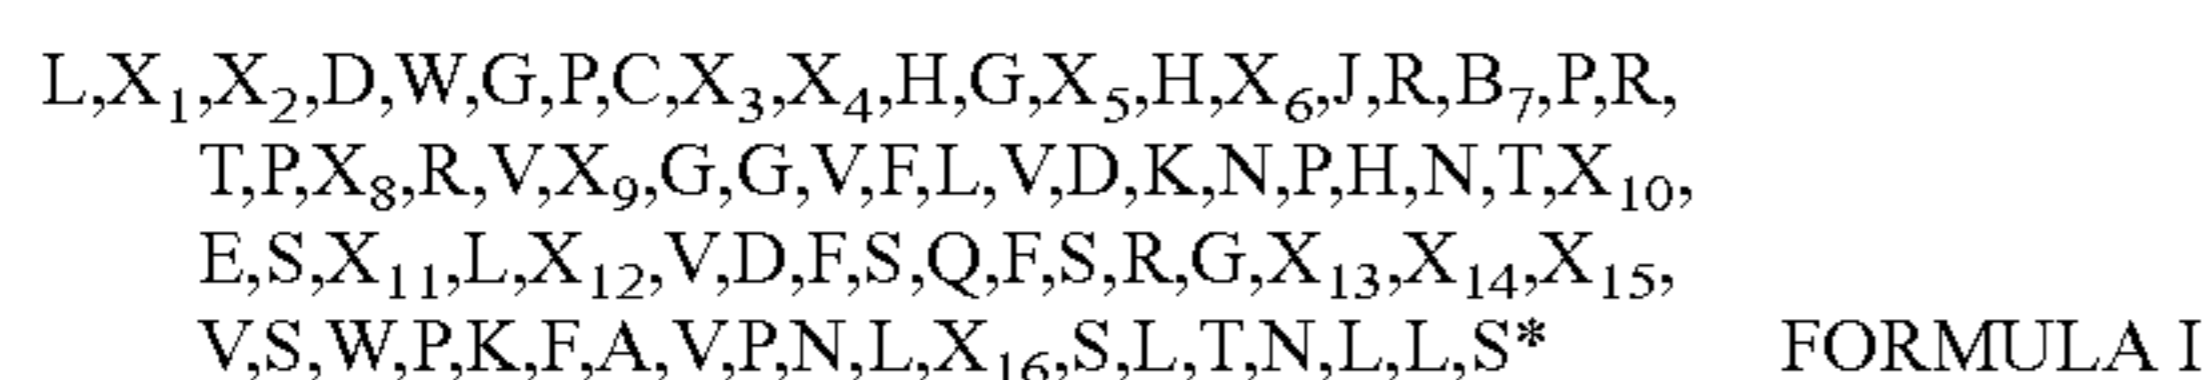 L,X₁,X₂,D,W,G,P,C,X₃,X₄,H,G,X₅,H,X₆,J,R,B₇,P,R,
T,P,X₈,R,V,X₉,G,G,V,F,L,V,D,K,N,P,H,N,T,X₁₀,
E,S,X₁₁,L,X₁₂,V,D,F,S,Q,F,S,R,G,X₁₃,X₁₄,X₁₅,
V,S,W,P,K,F,A,V,P,N,L,X₁₆,S,L,T,N,L,L,S* FORMULA I